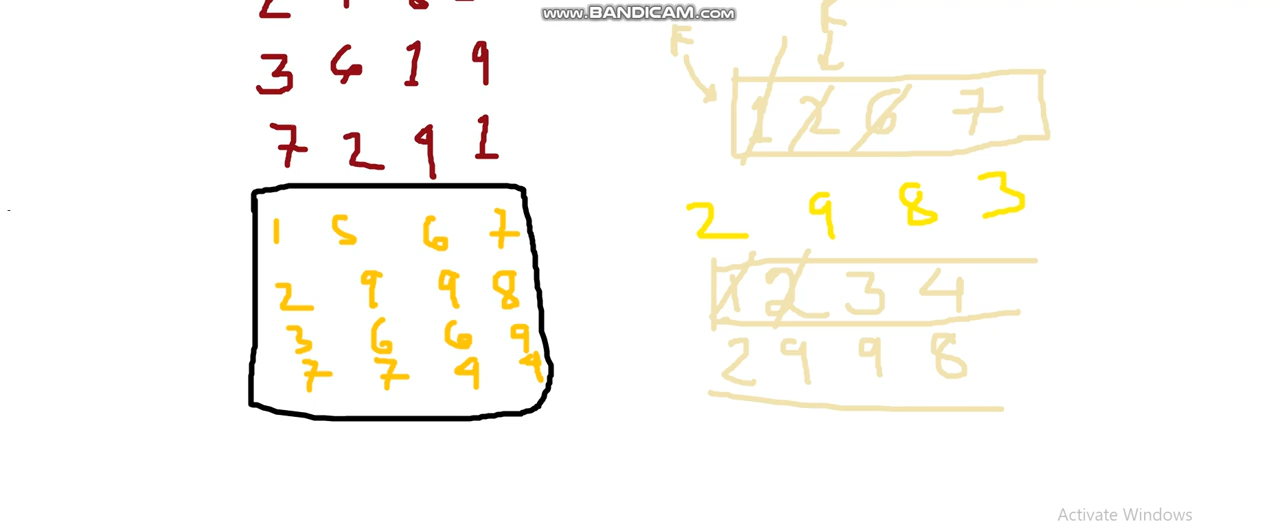 www.BANDICAM.com
F
F
3 6 1 9
7 2 9 1
1 5 6 7
2 9 9 8
3 6 6 9
7 7 4 9
1 2 6 7
2 9 8 3
1 2 3 4
2 9 9 8
Activate Windows